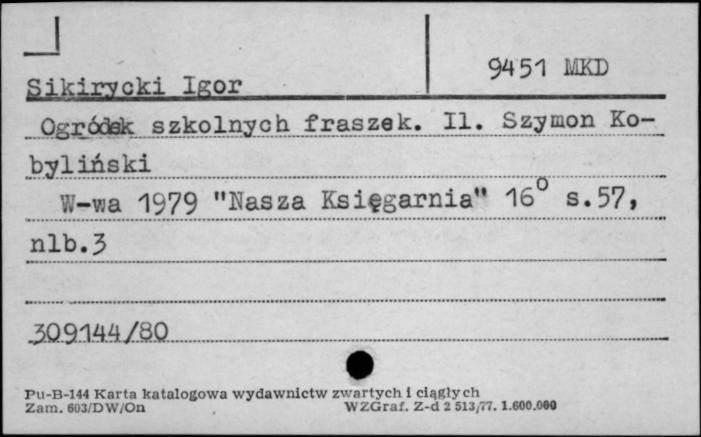 9451 MKD
Sikirycki Igor
Ogródek szkolnych fraszek. Il. Szymon Ko-
byliński
W-wa 1979 "Nasza Księgarnia" 16° s.57,
nlb.3
309144/80
Pu-B-144 Karta katalogowa wydawnictw zwartych i ciągłych
Zam. 603/DW/On WZGraf. Z-d 2 513/77. 1.600.000